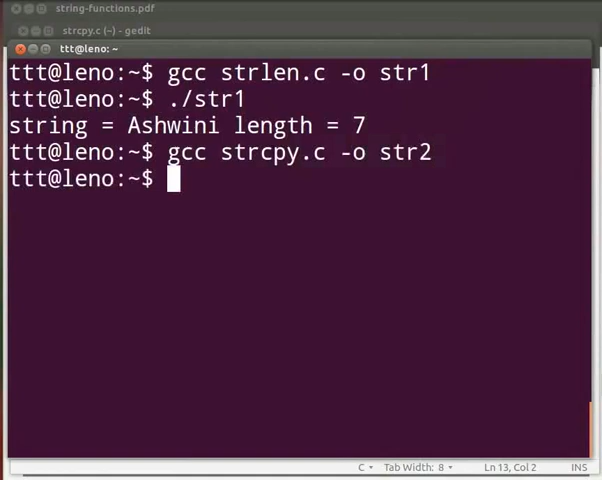 string-functions.pdf
strcpy.c (~) - gedit
ttt@leno: ~
ttt@leno:~$ gcc strlen.c -o str1
ttt@leno:~$ ./str1
string = Ashwini length = 7
ttt@leno:~$ gcc strcpy.c -o str2
ttt@leno:~$
C Tab Width: 8 Ln 13, Col 2 INS